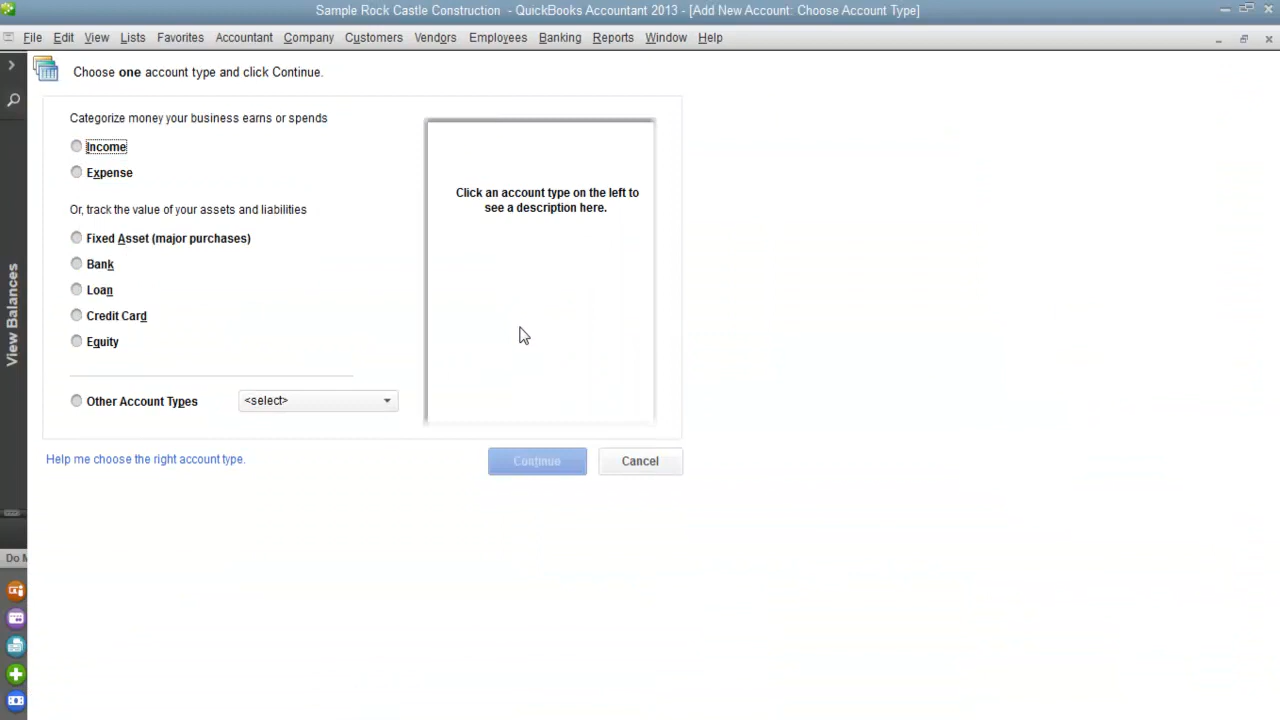 Sample Rock Castle Construction - QuickBooks Accountant 2013 - [Add New Account: Choose Account Type]
File Edit View Lists Favorites Accountant Company Customers Vendors Employees Banking Reports Window Help
Choose one account type and click Continue.
Categorize money your business earns or spends
Income
Expense
Or, track the value of your assets and liabilities
Fixed Asset (major purchases)
Bank
Loan
Credit Card
Equity
Other Account Types <select>
Click an account type on the left to
see a description here.
Help me choose the right account type.
Continue Cancel
View Balances
Do M